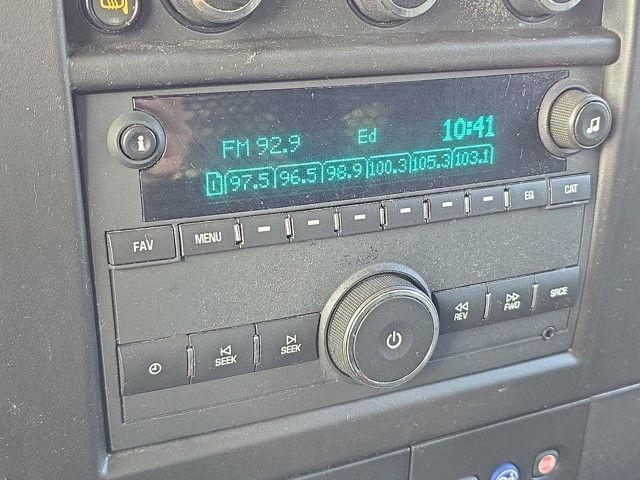 FM 92.9 Ed 10:41
1 97.5 96.5 98.9 100.3 105.3 103.1
FAV MENU EQ CAT
SEEK SEEK REV FWD SRCE